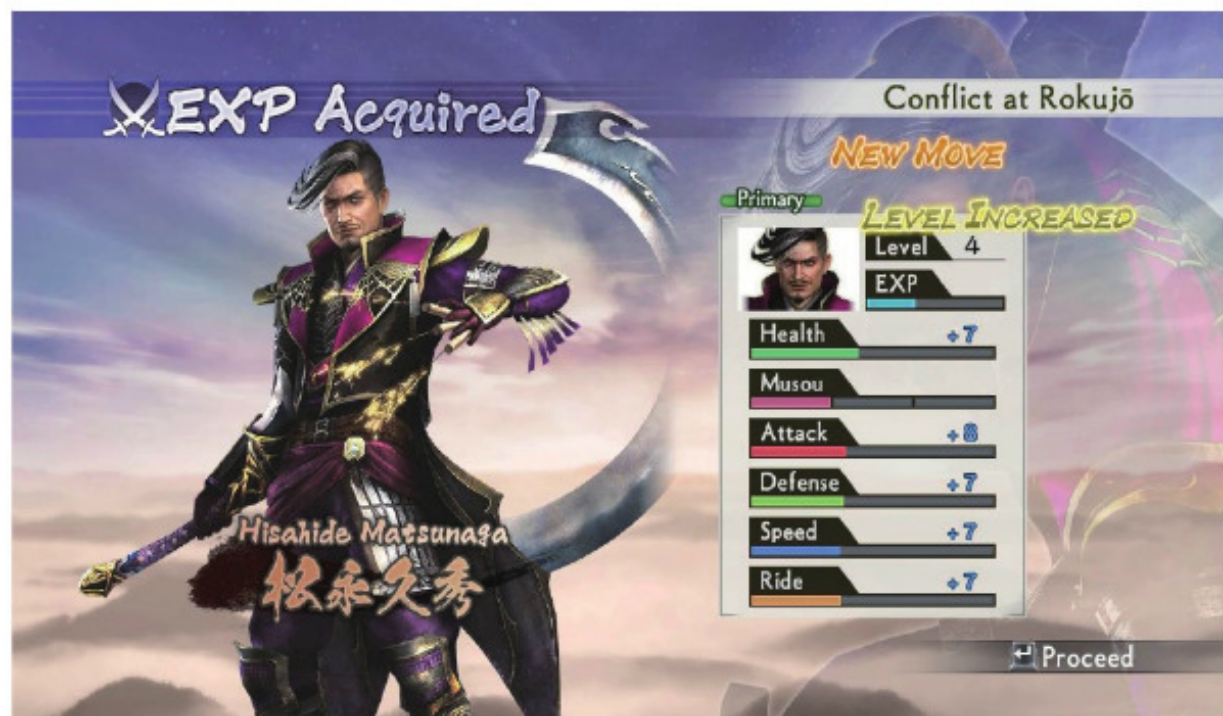 EXP Acquired
Conflict at Rokujō
New Move
Primary
Level Increased
Level 4
EXP
Health +7
Musou
Attack +8
Defense +7
Speed +7
Ride +7
Hisahide Matsunaga
松永久秀
Proceed